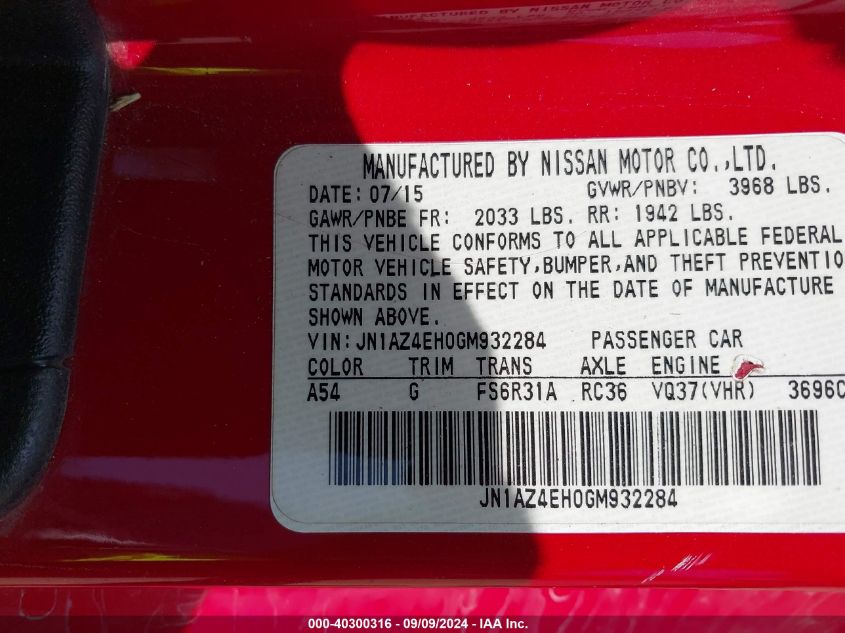 MANUFACTURED BY NISSAN MOTOR CO.,LTD.
DATE: 07/15 GVWR/PNBV: 3968 LBS.
GAWR/PNBE FR: 2033 LBS. RR: 1942 LBS.
THIS VEHICLE CONFORMS TO ALL APPLICABLE FEDERAL
MOTOR VEHICLE SAFETY,BUMPER,AND THEFT PREVENTIO
STANDARDS IN EFFECT ON THE DATE OF MANUFACTURE
SHOWN ABOVE.
VIN: JN1AZ4EH0GM932284 PASSENGER CAR
COLOR TRIM TRANS AXLE ENGINE
A54 G FS6R31A RC36 VQ37(VHR) 3696C
JN1AZ4EH0GM932284
000-40300316 - 09/09/2024 - IAA Inc.